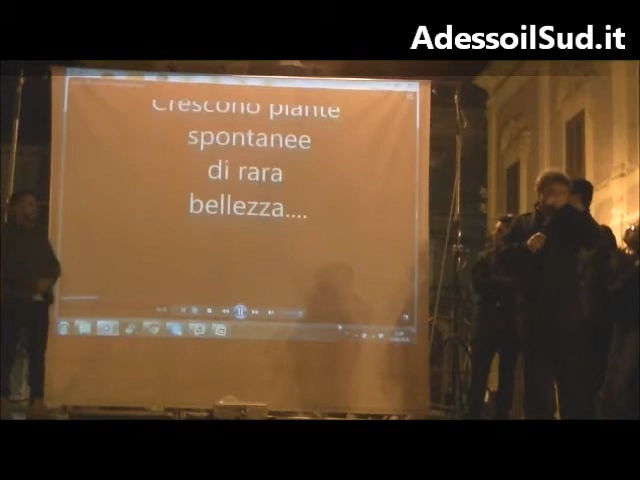 AdessoilSud.it
Crescono piante
spontanee
di rara
bellezza....